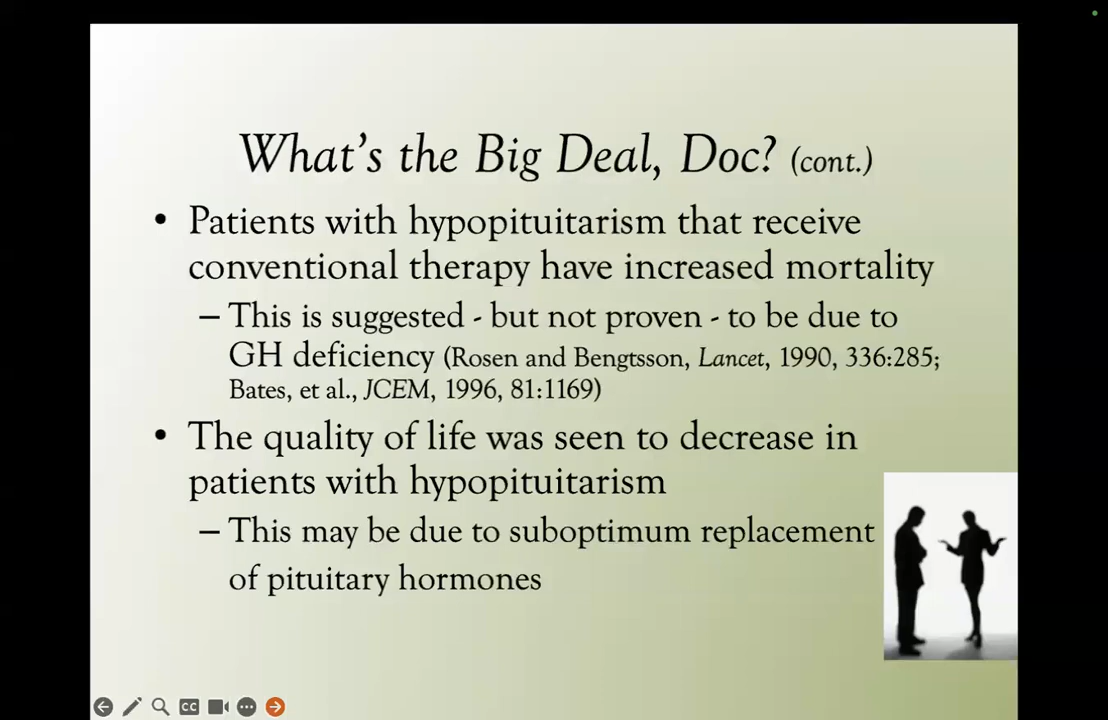 What's the Big Deal, Doc? (cont.)
• Patients with hypopituitarism that receive
conventional therapy have increased mortality
– This is suggested - but not proven - to be due to
GH deficiency (Rosen and Bengtsson, Lancet, 1990, 336:285;
Bates, et al., JCEM, 1996, 81:1169)
• The quality of life was seen to decrease in
patients with hypopituitarism
– This may be due to suboptimum replacement
of pituitary hormones
CC